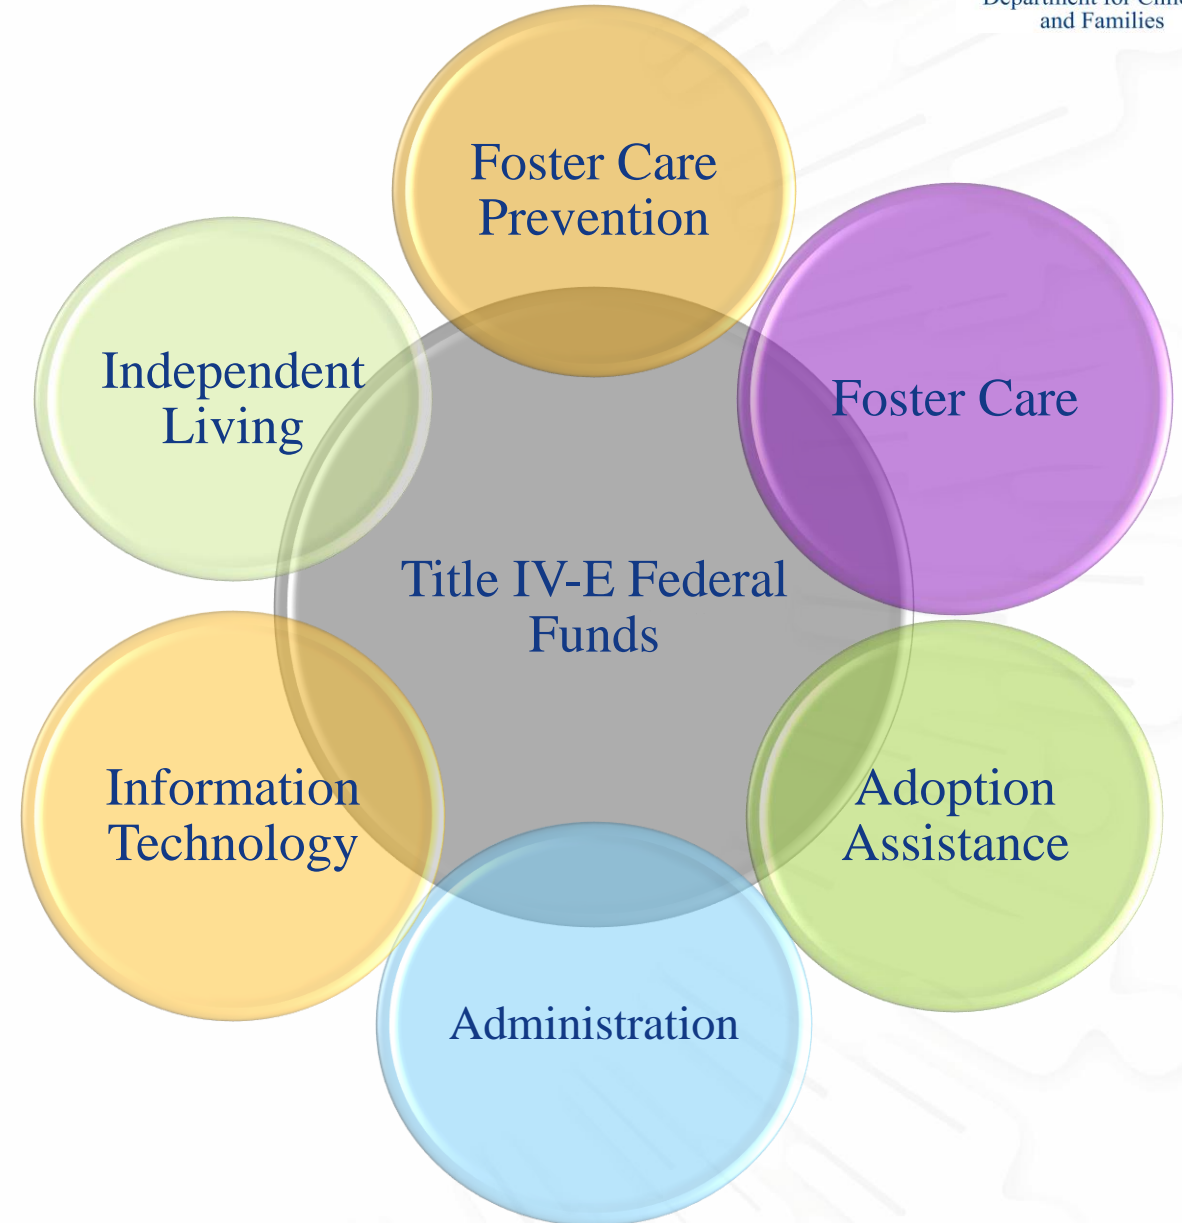 and Families
Foster Care
Prevention
Foster Care
Independent
Living
Title IV-E Federal
Funds
Adoption
Assistance
Information
Technology
Administration